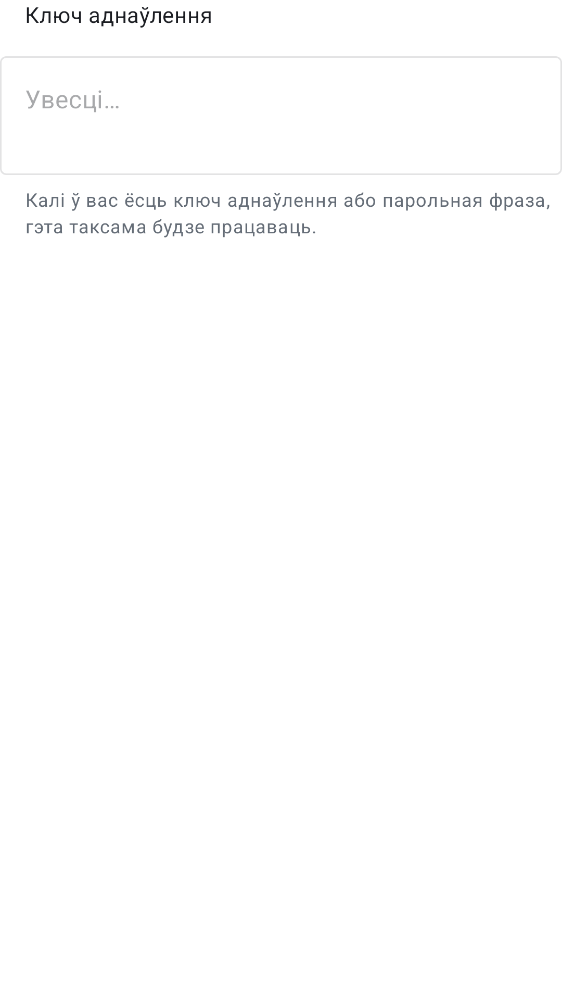 Ключ аднаўлення
Увесці…
Калі ў вас ёсць ключ аднаўлення або парольная фраза,
гэта таксама будзе працаваць.